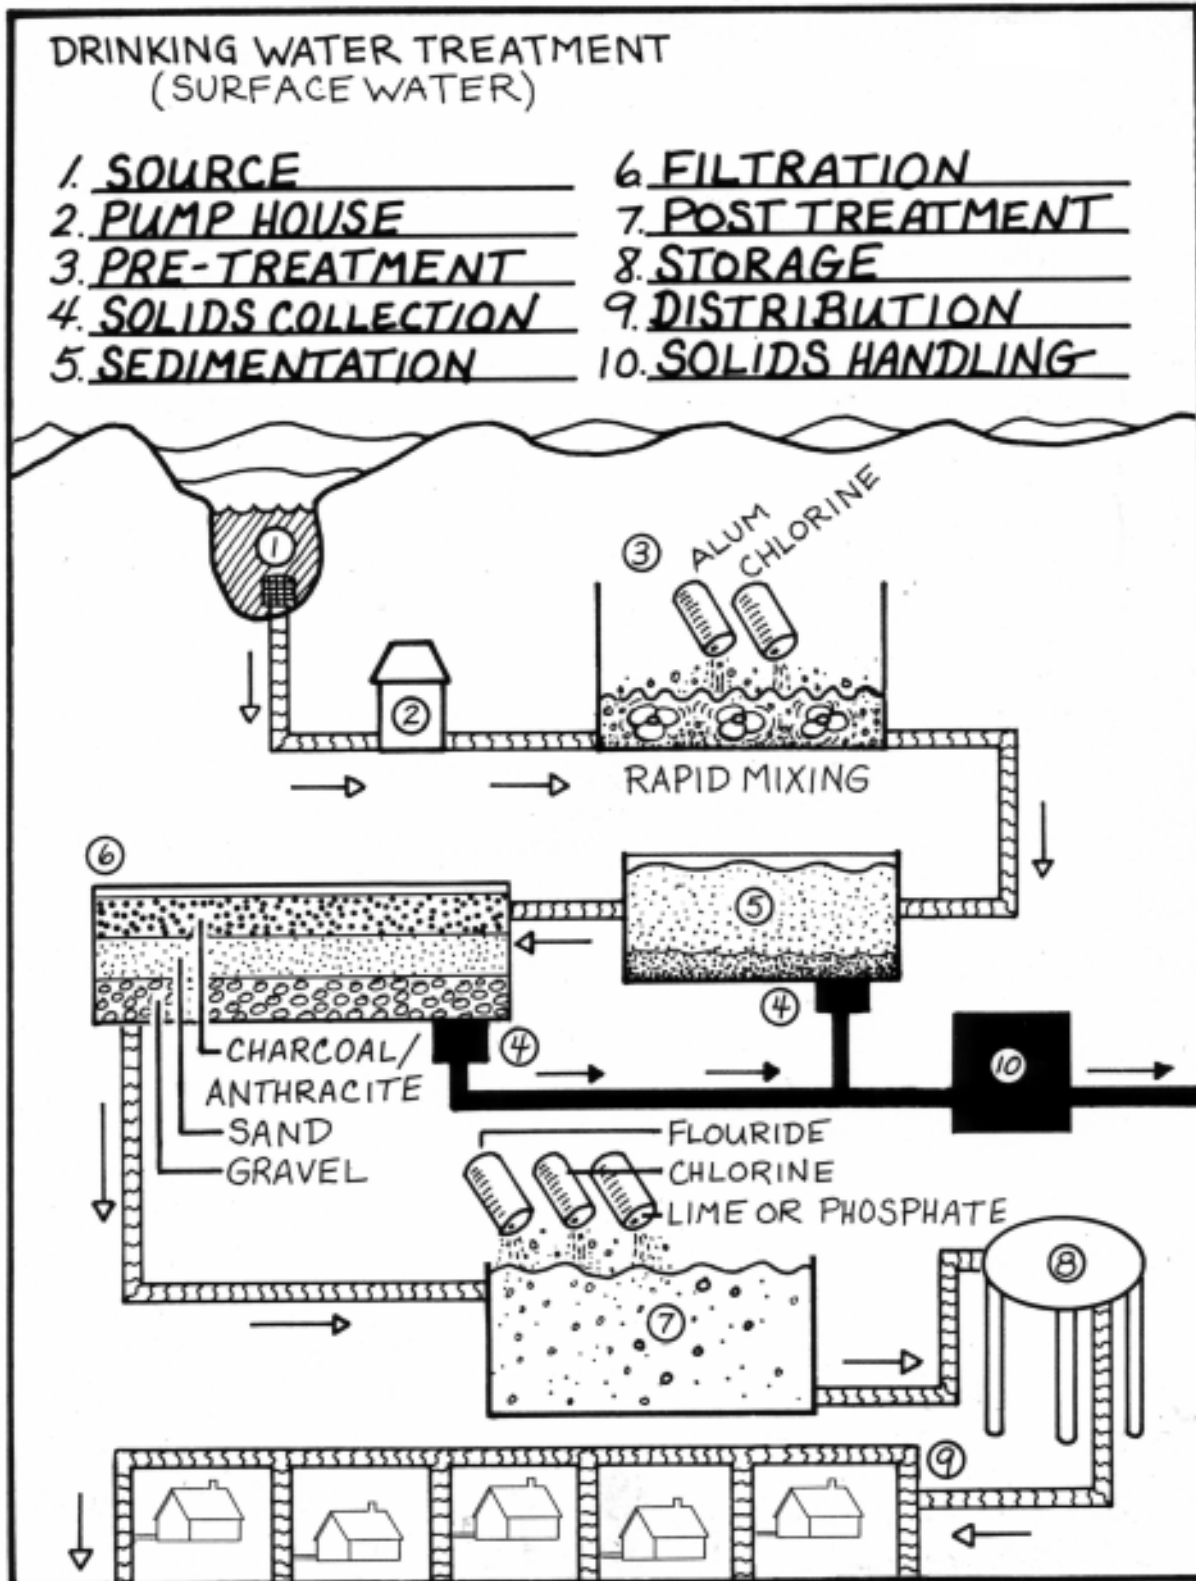 DRINKING WATER TREATMENT
(SURFACE WATER)
1. SOURCE
2. PUMP HOUSE
3. PRE-TREATMENT
4. SOLIDS COLLECTION
5. SEDIMENTATION
6. FILTRATION
7. POST TREATMENT
8. STORAGE
9. DISTRIBUTION
10. SOLIDS HANDLING
1
3
ALUM
CHLORINE
2
RAPID MIXING
6
5
4
4
10
CHARCOAL/
ANTHRACITE
SAND
GRAVEL
FLOURIDE
CHLORINE
LIME OR PHOSPHATE
8
7
9